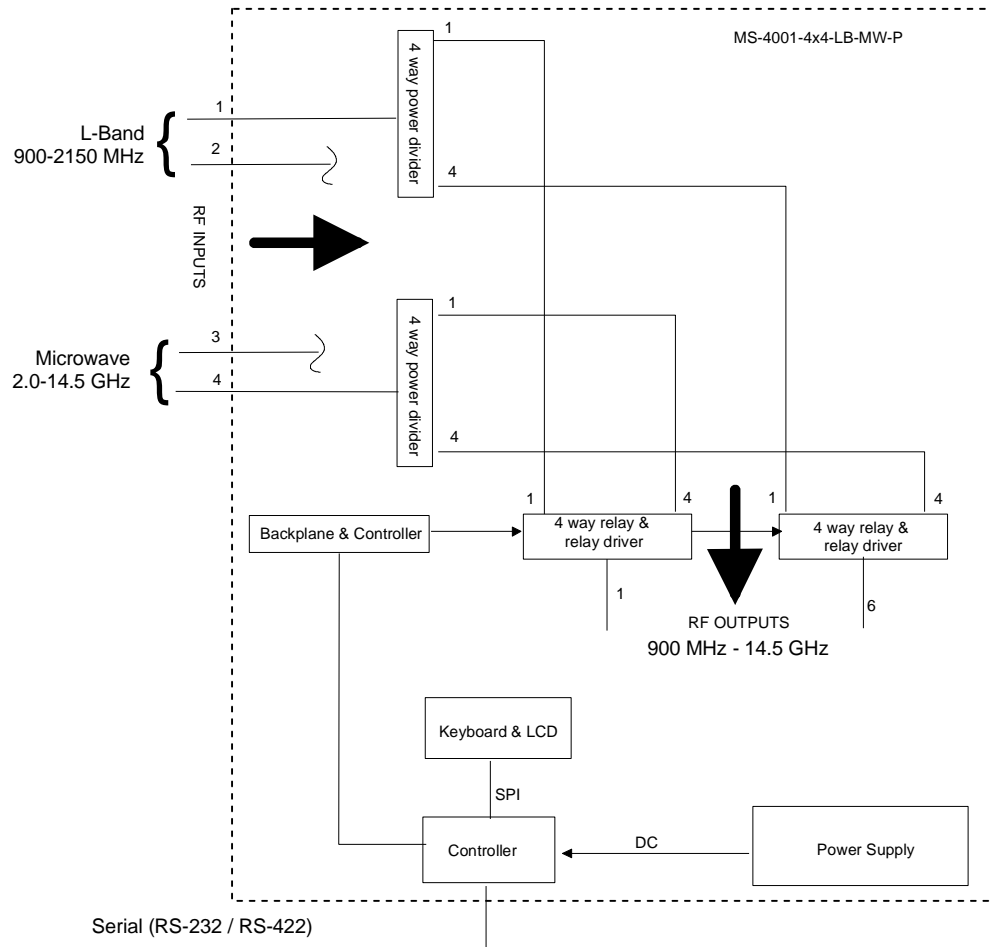 MS-4001-4x4-LB-MW-P
1
4 way power divider
1
L-Band
900-2150 MHz
{
2
4
RF INPUTS
1
4 way power divider
3
Microwave
2.0-14.5 GHz
{
4
4
1
4
1
4
Backplane & Controller
4 way relay &
relay driver
4 way relay &
relay driver
1
6
RF OUTPUTS
900 MHz - 14.5 GHz
Keyboard & LCD
SPI
Controller
DC
Power Supply
Serial (RS-232 / RS-422)